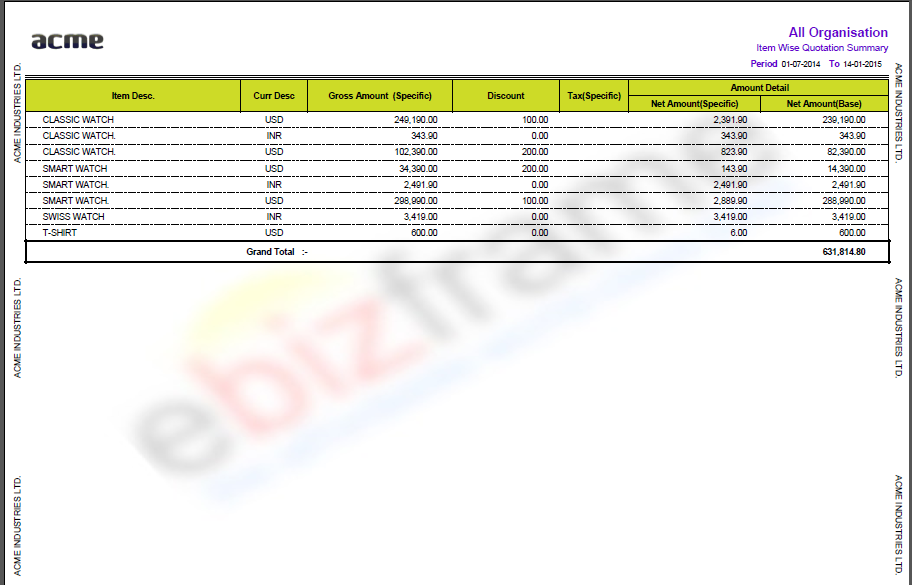 acme
All Organisation
Item Wise Quotation Summary
Period 01-07-2014 To 14-01-2015
Item Desc. Curr Desc Gross Amount (Specific) Discount Tax(Specific) Amount Detail
Net Amount(Specific) Net Amount(Base)
CLASSIC WATCH USD 249,190.00 100.00 2,391.90 239,190.00
CLASSIC WATCH. INR 343.90 0.00 343.90 343.90
CLASSIC WATCH. USD 102,390.00 200.00 823.90 82,390.00
SMART WATCH USD 34,390.00 200.00 143.90 14,390.00
SMART WATCH. INR 2,491.90 0.00 2,491.90 2,491.90
SMART WATCH. USD 298,990.00 100.00 2,889.90 288,990.00
SWISS WATCH INR 3,419.00 0.00 3,419.00 3,419.00
T-SHIRT USD 600.00 0.00 6.00 600.00
Grand Total :- 631,814.80
ACME INDUSTRIES LTD.
ACME INDUSTRIES LTD.
ACME INDUSTRIES LTD.
ACME INDUSTRIES LTD.
ACME INDUSTRIES LTD.
ACME INDUSTRIES LTD.
ebizframe